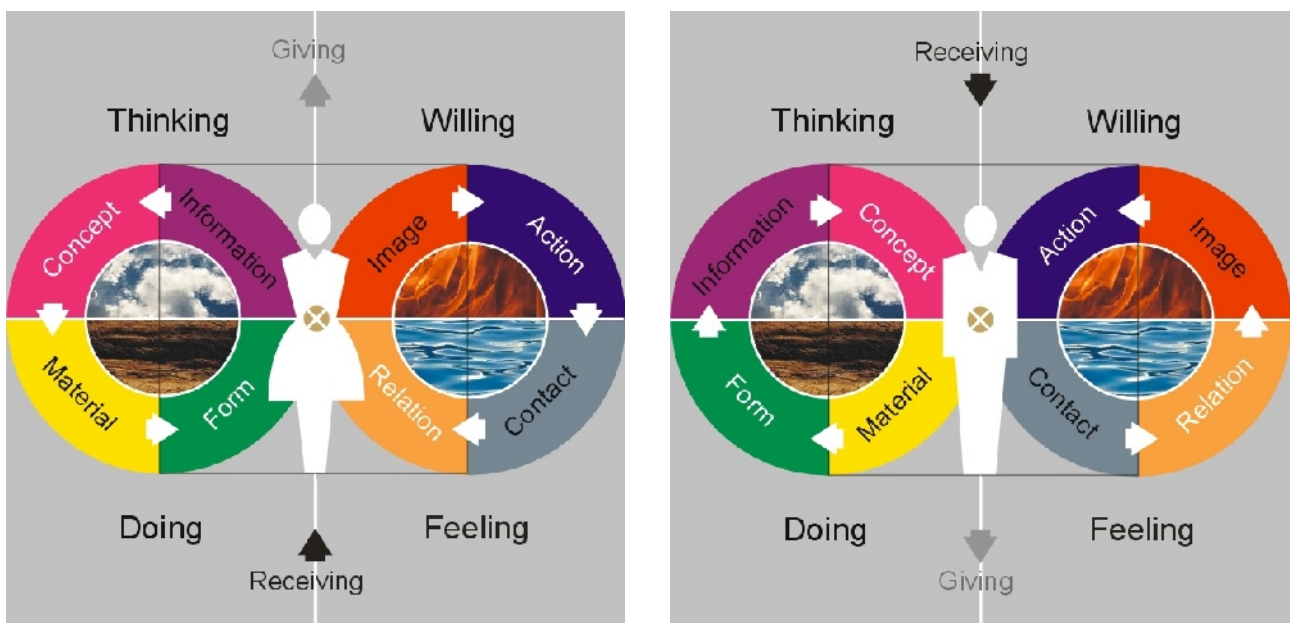 Giving
Thinking
Willing
Concept
Information
Image
Action
Material
Form
Relation
Contact
Doing
Feeling
Receiving
Receiving
Thinking
Willing
Information
Concept
Action
Image
Form
Material
Contact
Relation
Doing
Feeling
Giving